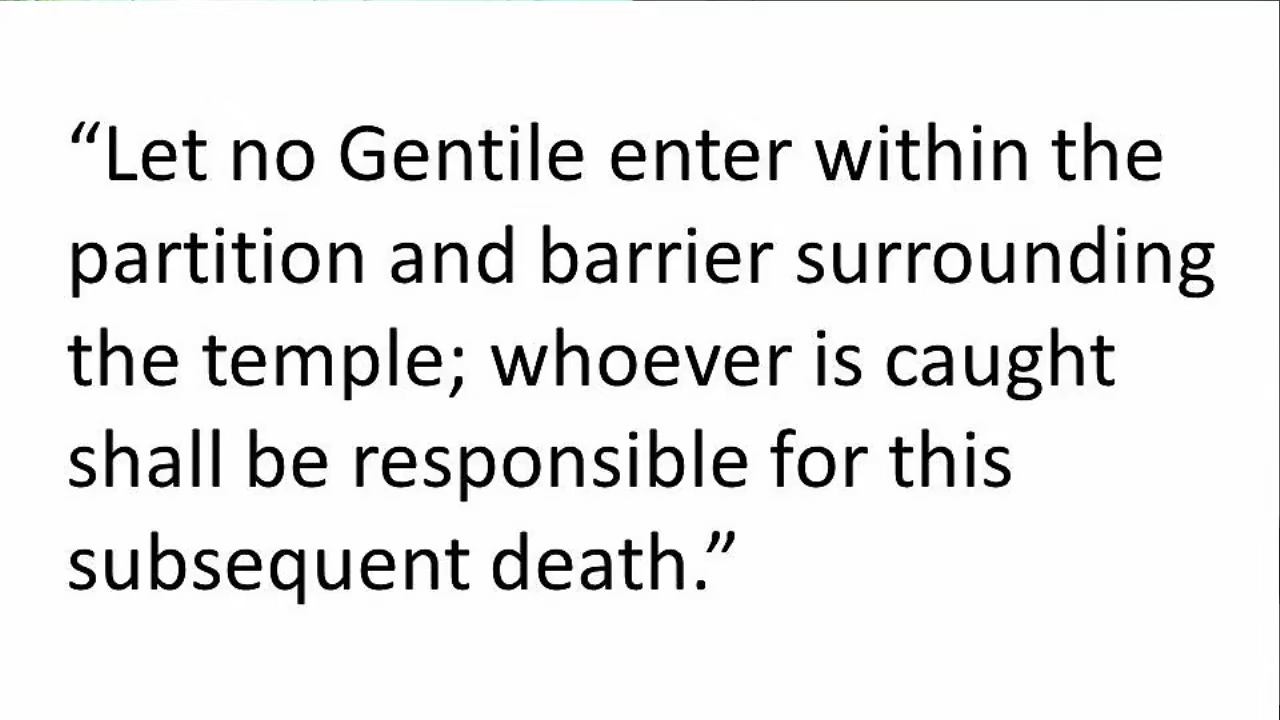 “Let no Gentile enter within the
partition and barrier surrounding
the temple; whoever is caught
shall be responsible for this
subsequent death.”